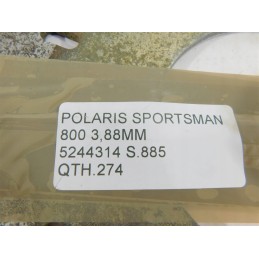 POLARIS SPORTSMAN
800 3,88MM
5244314 S.885
QTH.274